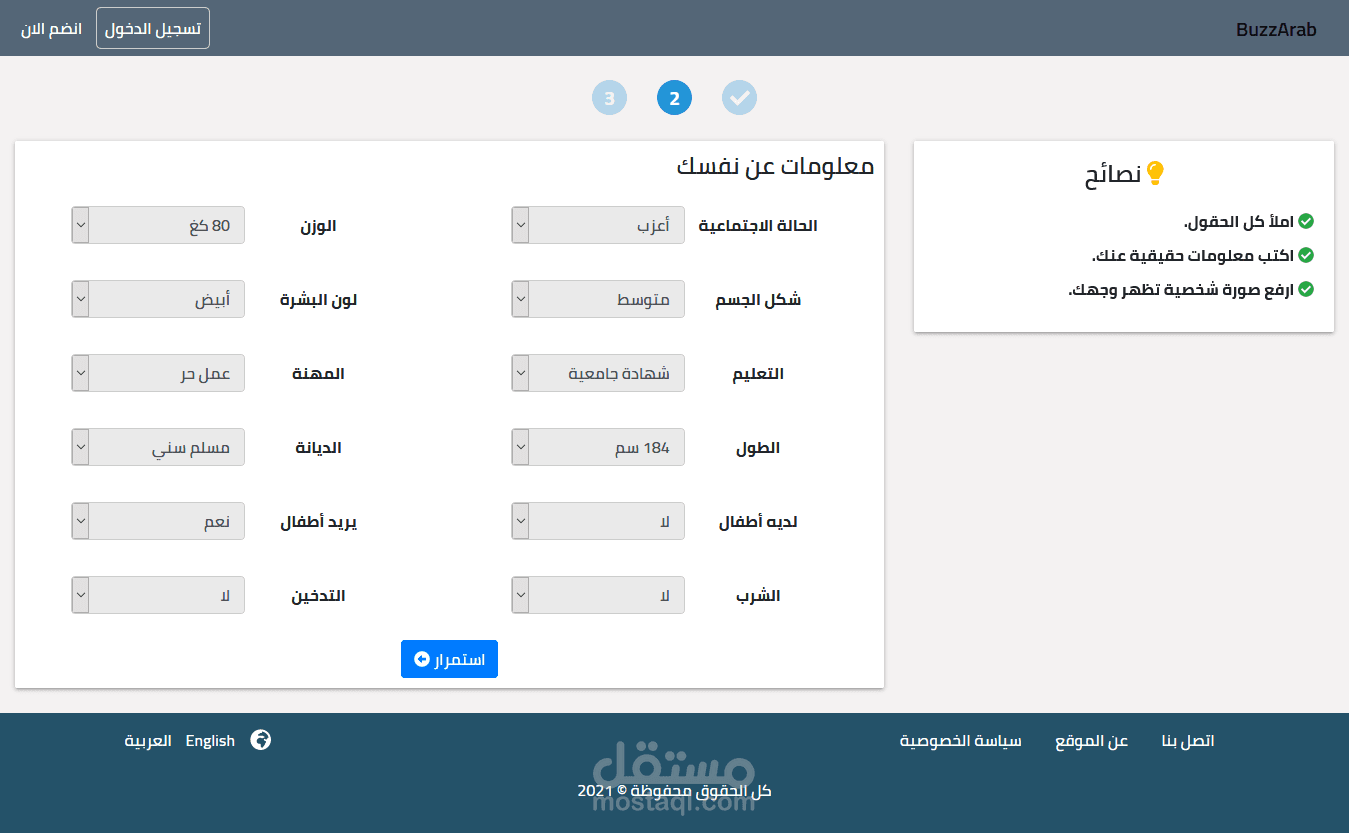 BuzzArab
تسجيل الدخول
انضم الان
2
3
نصائح
املأ كل الحقول.
اكتب معلومات حقيقية عنك.
ارفع صورة شخصية تظهر وجهك.
معلومات عن نفسك
الحالة الاجتماعية أعزب الوزن 80 كغ
شكل الجسم متوسط لون البشرة أبيض
التعليم شهادة جامعية المهنة عمل حر
الطول 184 سم الديانة مسلم سني
لديه أطفال لا يريد أطفال نعم
الشرب لا التدخين لا
استمرار
اتصل بنا عن الموقع سياسة الخصوصية English العربية
مستقل
كل الحقوق محفوظة © 2021
mostaql.com